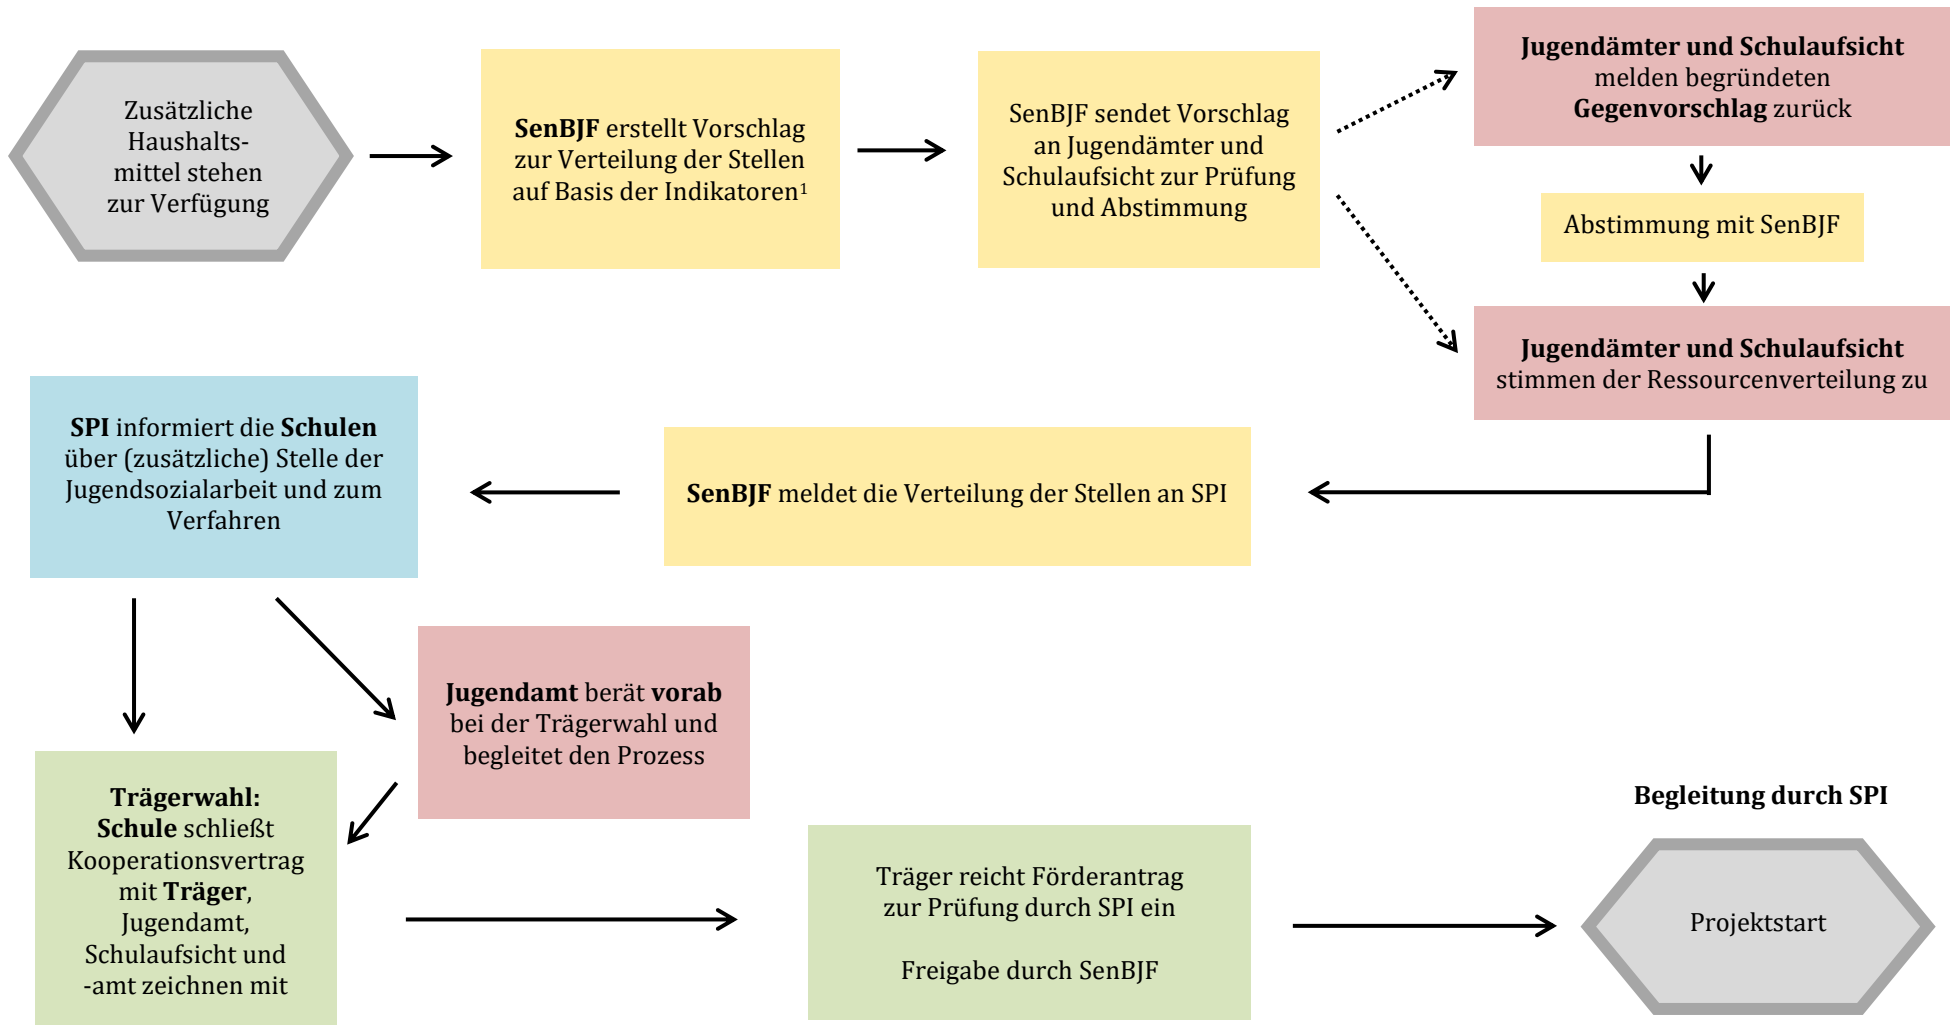 Zusätzliche
Haushalts-
mittel stehen
zur Verfügung
SenBJF erstellt Vorschlag
zur Verteilung der Stellen
auf Basis der Indikatoren¹
SenBJF sendet Vorschlag
an Jugendämter und
Schulaufsicht zur Prüfung
und Abstimmung
Jugendämter und Schulaufsicht
melden begründeten
Gegenvorschlag zurück
Abstimmung mit SenBJF
Jugendämter und Schulaufsicht
stimmen der Ressourcenverteilung zu
SenBJF meldet die Verteilung der Stellen an SPI
SPI informiert die Schulen
über (zusätzliche) Stelle der
Jugendsozialarbeit und zum
Verfahren
Jugendamt berät vorab
bei der Trägerwahl und
begleitet den Prozess
Trägerwahl:
Schule schließt
Kooperationsvertrag
mit Träger,
Jugendamt,
Schulaufsicht und
-amt zeichnen mit
Träger reicht Förderantrag
zur Prüfung durch SPI ein
Freigabe durch SenBJF
Begleitung durch SPI
Projektstart